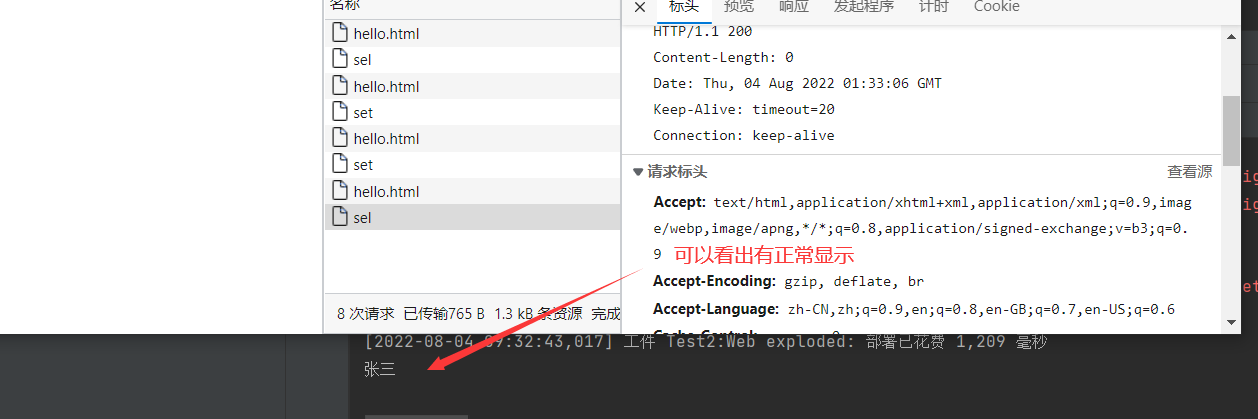 名称
标头 预览 响应 发起程序 计时 Cookie
hello.html
sel
hello.html
set
hello.html
set
hello.html
sel
8 次请求 已传输765 B 1.3 kB 条资源 完成
HTTP/1.1 200
Content-Length: 0
Date: Thu, 04 Aug 2022 01:33:06 GMT
Keep-Alive: timeout=20
Connection: keep-alive
请求标头 查看源
Accept: text/html,application/xhtml+xml,application/xml;q=0.9,imag
e/webp,image/apng,*/*;q=0.8,application/signed-exchange;v=b3;q=0.
9 可以看出有正常显示
Accept-Encoding: gzip, deflate, br
Accept-Language: zh-CN,zh;q=0.9,en;q=0.8,en-GB;q=0.7,en-US;q=0.6
[2022-08-04 09:32:43,017] 工件 Test2:Web exploded: 部署已花费 1,209 毫秒
张三
ig
ig
et